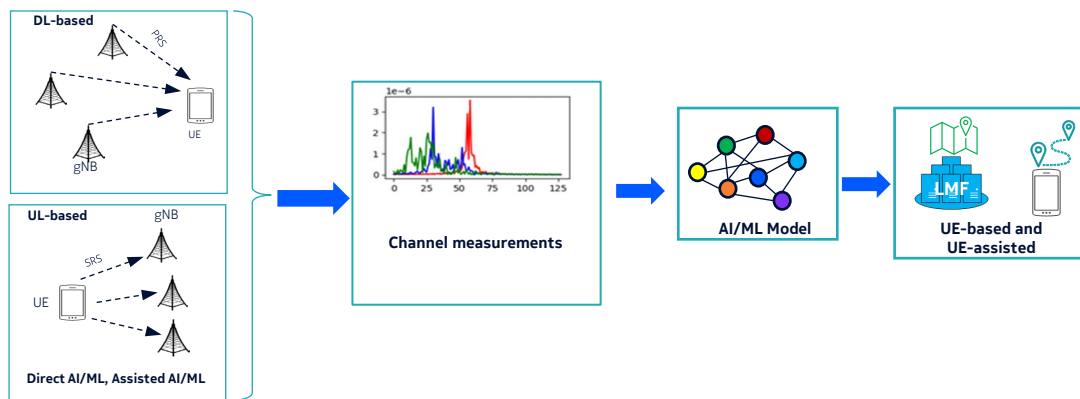 DL-based
PRS
UE
gNB
UL-based
gNB
SRS
UE
Direct AI/ML, Assisted AI/ML
1e-6
3
2
1
0
0
25
50
75
100
125
Channel measurements
AI/ML Model
LMF
UE-based and
UE-assisted